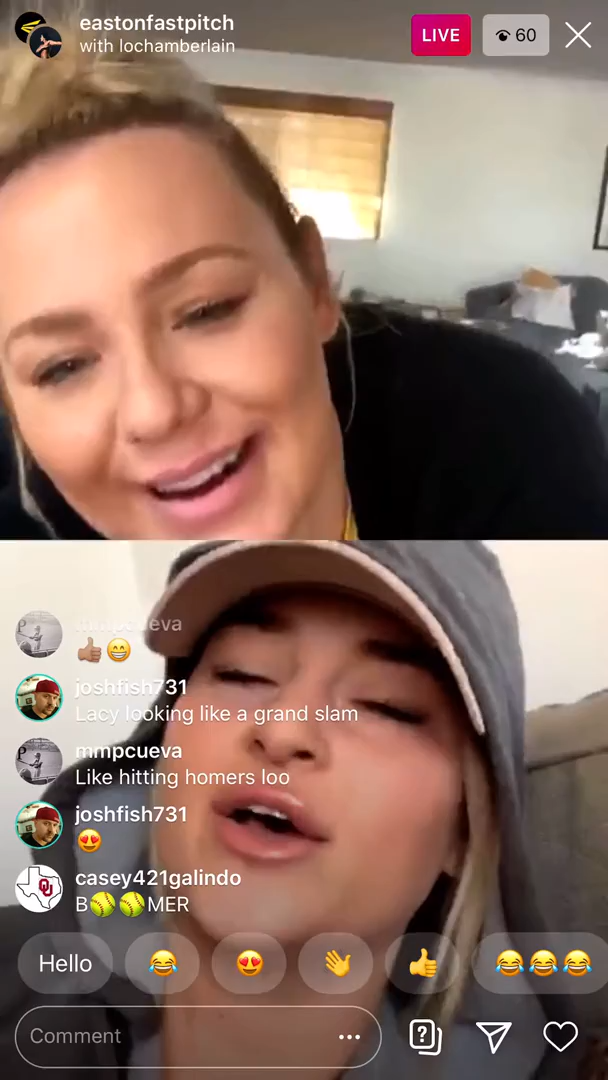 eastonfastpitch
with lochamberlain
LIVE
60
mmpcueva
👍🏽😁
joshfish731
Lacy looking like a grand slam
mmpcueva
Like hitting homers loo
joshfish731
😍
casey421galindo
B🥎🥎MER
Hello
😂
😍
👋
👍
😂😂😂
Comment